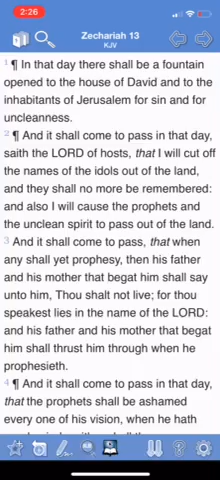 2:26
Zechariah 13
KJV
1 ¶ In that day there shall be a fountain
opened to the house of David and to the
inhabitants of Jerusalem for sin and for
uncleanness.
2 ¶ And it shall come to pass in that day,
saith the LORD of hosts, that I will cut off
the names of the idols out of the land,
and they shall no more be remembered:
and also I will cause the prophets and
the unclean spirit to pass out of the land.
3 And it shall come to pass, that when
any shall yet prophesy, then his father
and his mother that begat him shall say
unto him, Thou shalt not live; for thou
speakest lies in the name of the LORD:
and his father and his mother that begat
him shall thrust him through when he
prophesieth.
4 ¶ And it shall come to pass in that day,
that the prophets shall be ashamed
every one of his vision, when he hath